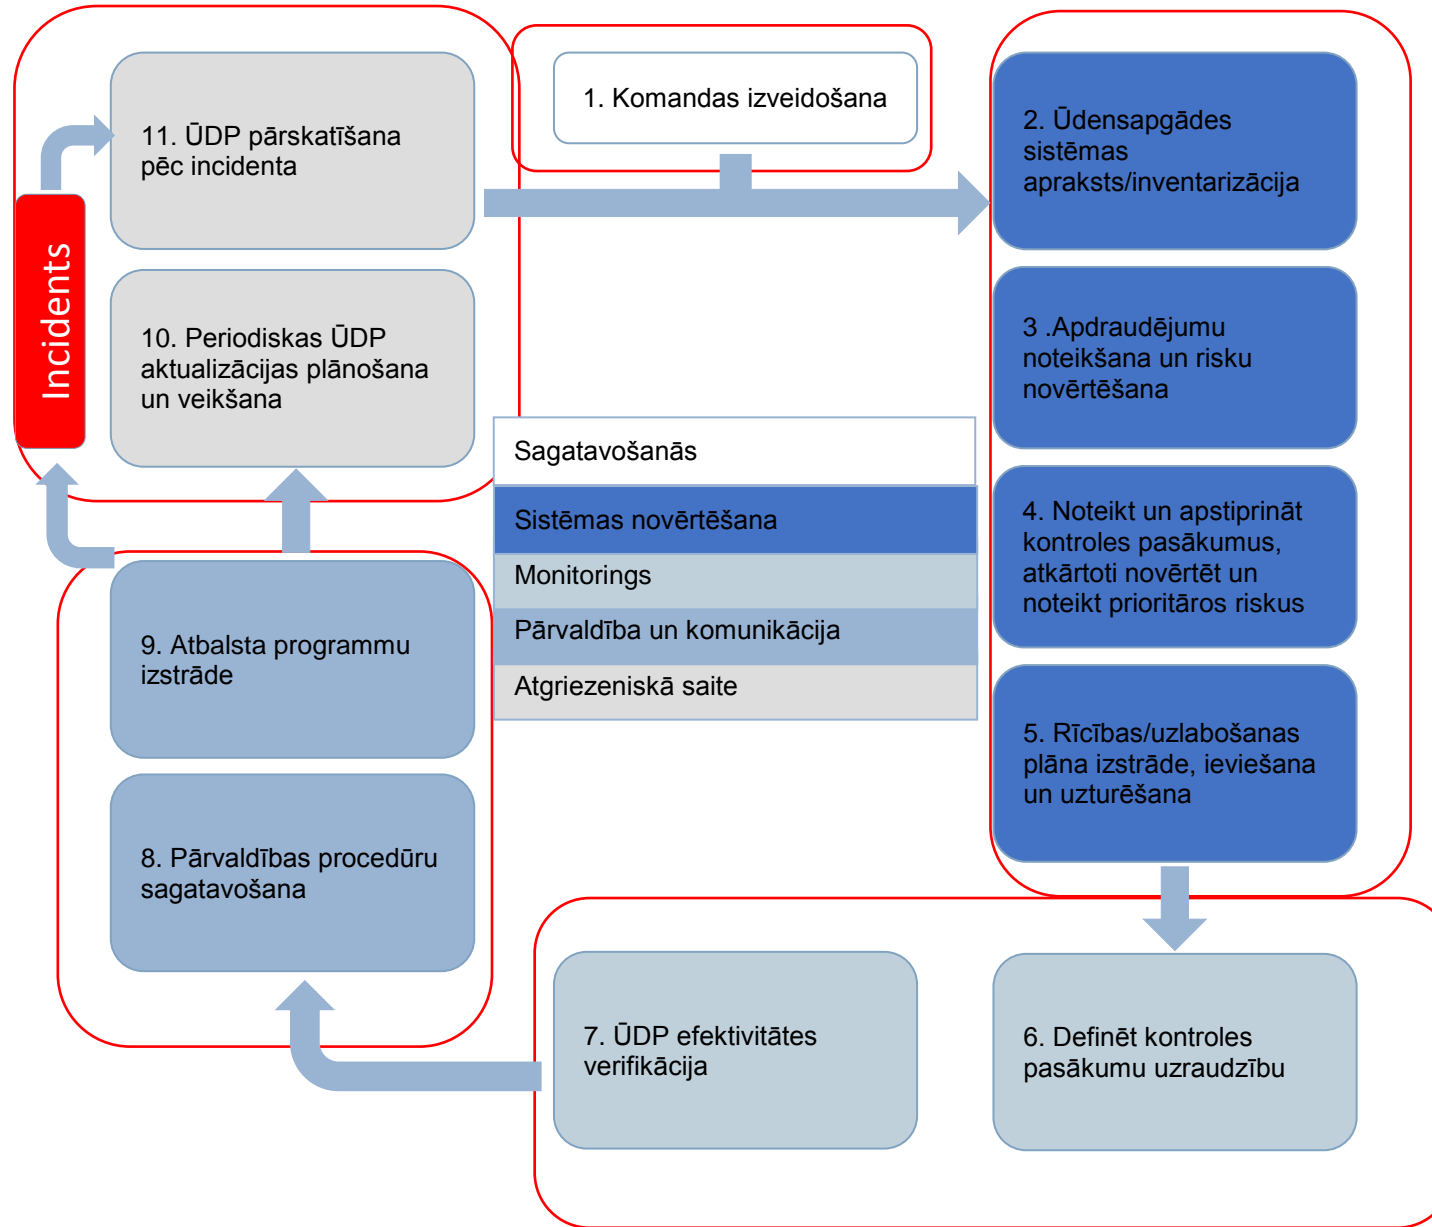 1. Komandas izveidošana
2. Ūdensapgādes
sistēmas
apraksts/inventarizācija
3 .Apdraudējumu
noteikšana un risku
novērtēšana
4. Noteikt un apstiprināt
kontroles pasākumus,
atkārtoti novērtēt un
noteikt prioritāros riskus
5. Rīcības/uzlabošanas
plāna izstrāde, ieviešana
un uzturēšana
6. Definēt kontroles
pasākumu uzraudzību
7. ŪDP efektivitātes
verifikācija
8. Pārvaldības procedūru
sagatavošana
9. Atbalsta programmu
izstrāde
10. Periodiskas ŪDP
aktualizācijas plānošana
un veikšana
11. ŪDP pārskatīšana
pēc incidenta
Incidents
Sagatavošanās
Sistēmas novērtēšana
Monitorings
Pārvaldība un komunikācija
Atgriezeniskā saite